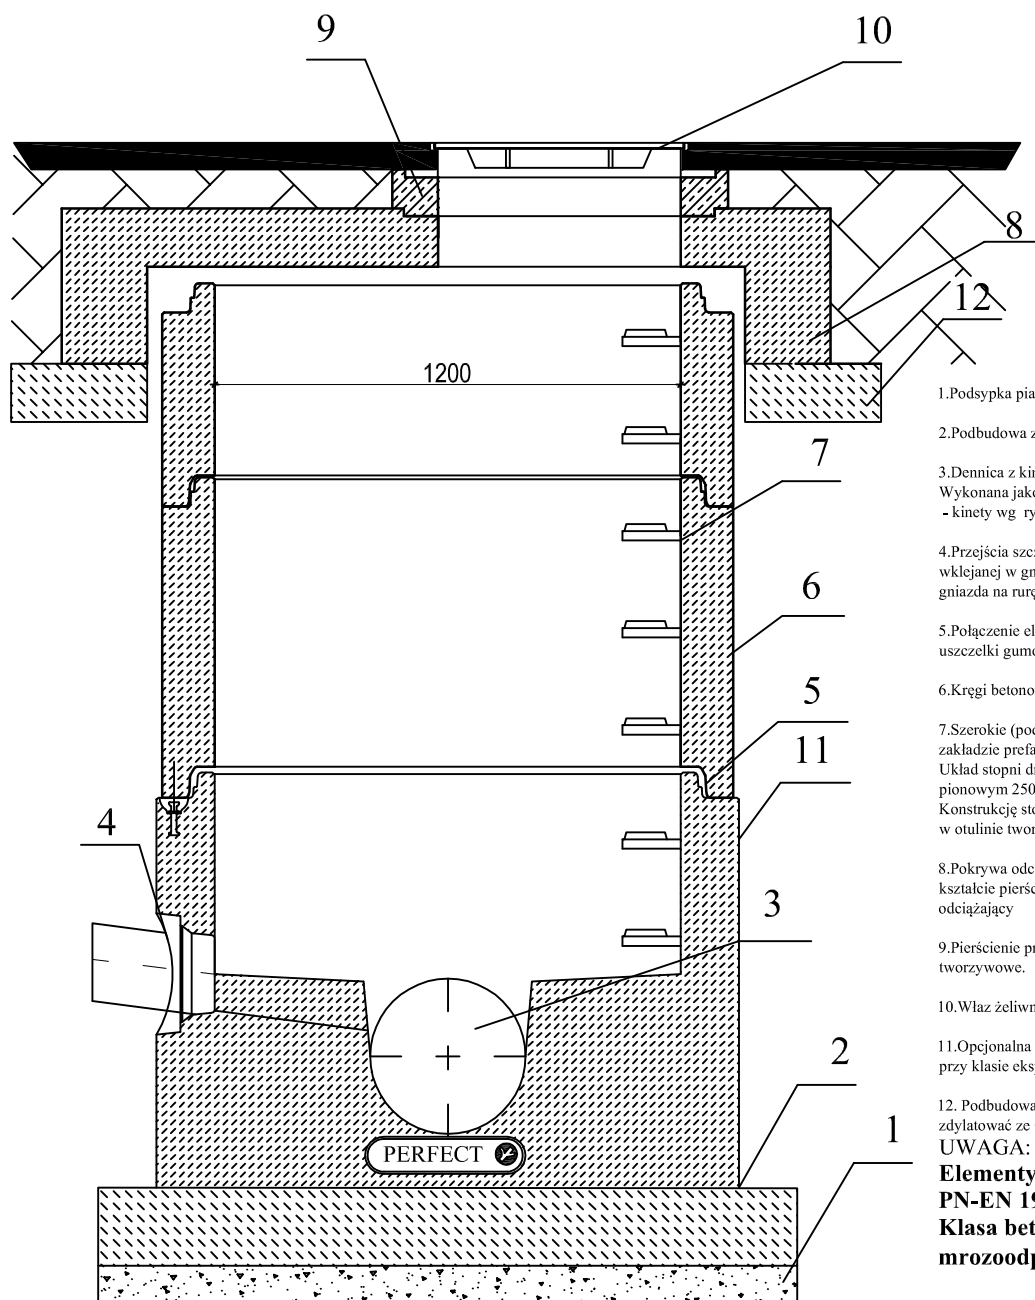 9
10
8
12
1200
7
6
5
11
4
3
2
1
PERFECT
1.Podsypka pia
2.Podbudowa z
3.Dennica z kin
Wykonana jako
- kinety wg ry
4.Przejścia szc
wklejanej w gn
gniazda na rurę
5.Połączenie el
uszczelki gumo
6.Kręgi betono
7.Szerokie (pod
zakładzie prefa
Układ stopni dr
pionowym 250
Konstrukcję sto
w otulinie twor
8.Pokrywa odc
kształcie pierśc
odciążający
9.Pierścienie pr
tworzywowe.
10.Właz żeliwn
11.Opcjonalna
przy klasie eks
12. Podbudowa
zdylatować ze
UWAGA:
Elementy
PN-EN 19
Klasa bet
mrozoodp